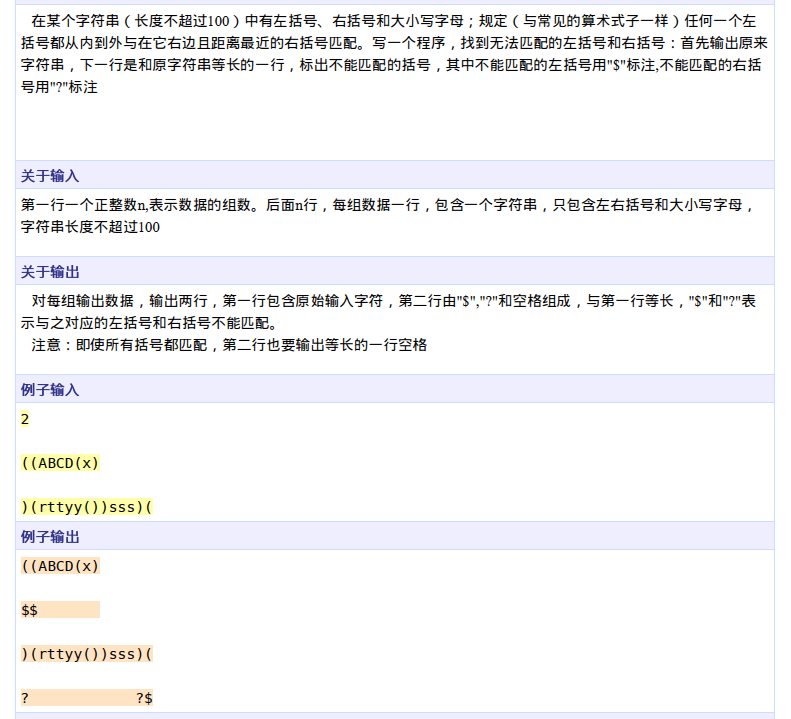 在某个字符串（长度不超过100）中有左括号、右括号和大小写字母；规定（与常见的算术式子一样）任何一个左
括号都从内到外与在它右边且距离最近的右括号匹配。写一个程序，找到无法匹配的左括号和右括号：首先输出原来
字符串，下一行是和原字符串等长的一行，标出不能匹配的括号，其中不能匹配的左括号用"$"标注,不能匹配的右括
号用"?"标注
关于输入
第一行一个正整数n,表示数据的组数。后面n行，每组数据一行，包含一个字符串，只包含左右括号和大小写字母，
字符串长度不超过100
关于输出
对每组输出数据，输出两行，第一行包含原始输入字符，第二行由"$","?"和空格组成，与第一行等长，"$"和"?"表
示与之对应的左括号和右括号不能匹配。
注意：即使所有括号都匹配，第二行也要输出等长的一行空格
例子输入
2
((ABCD(x)
)(rttyy())sss)(
例子输出
((ABCD(x)
$$
)(rttyy())sss)(
?            ?$